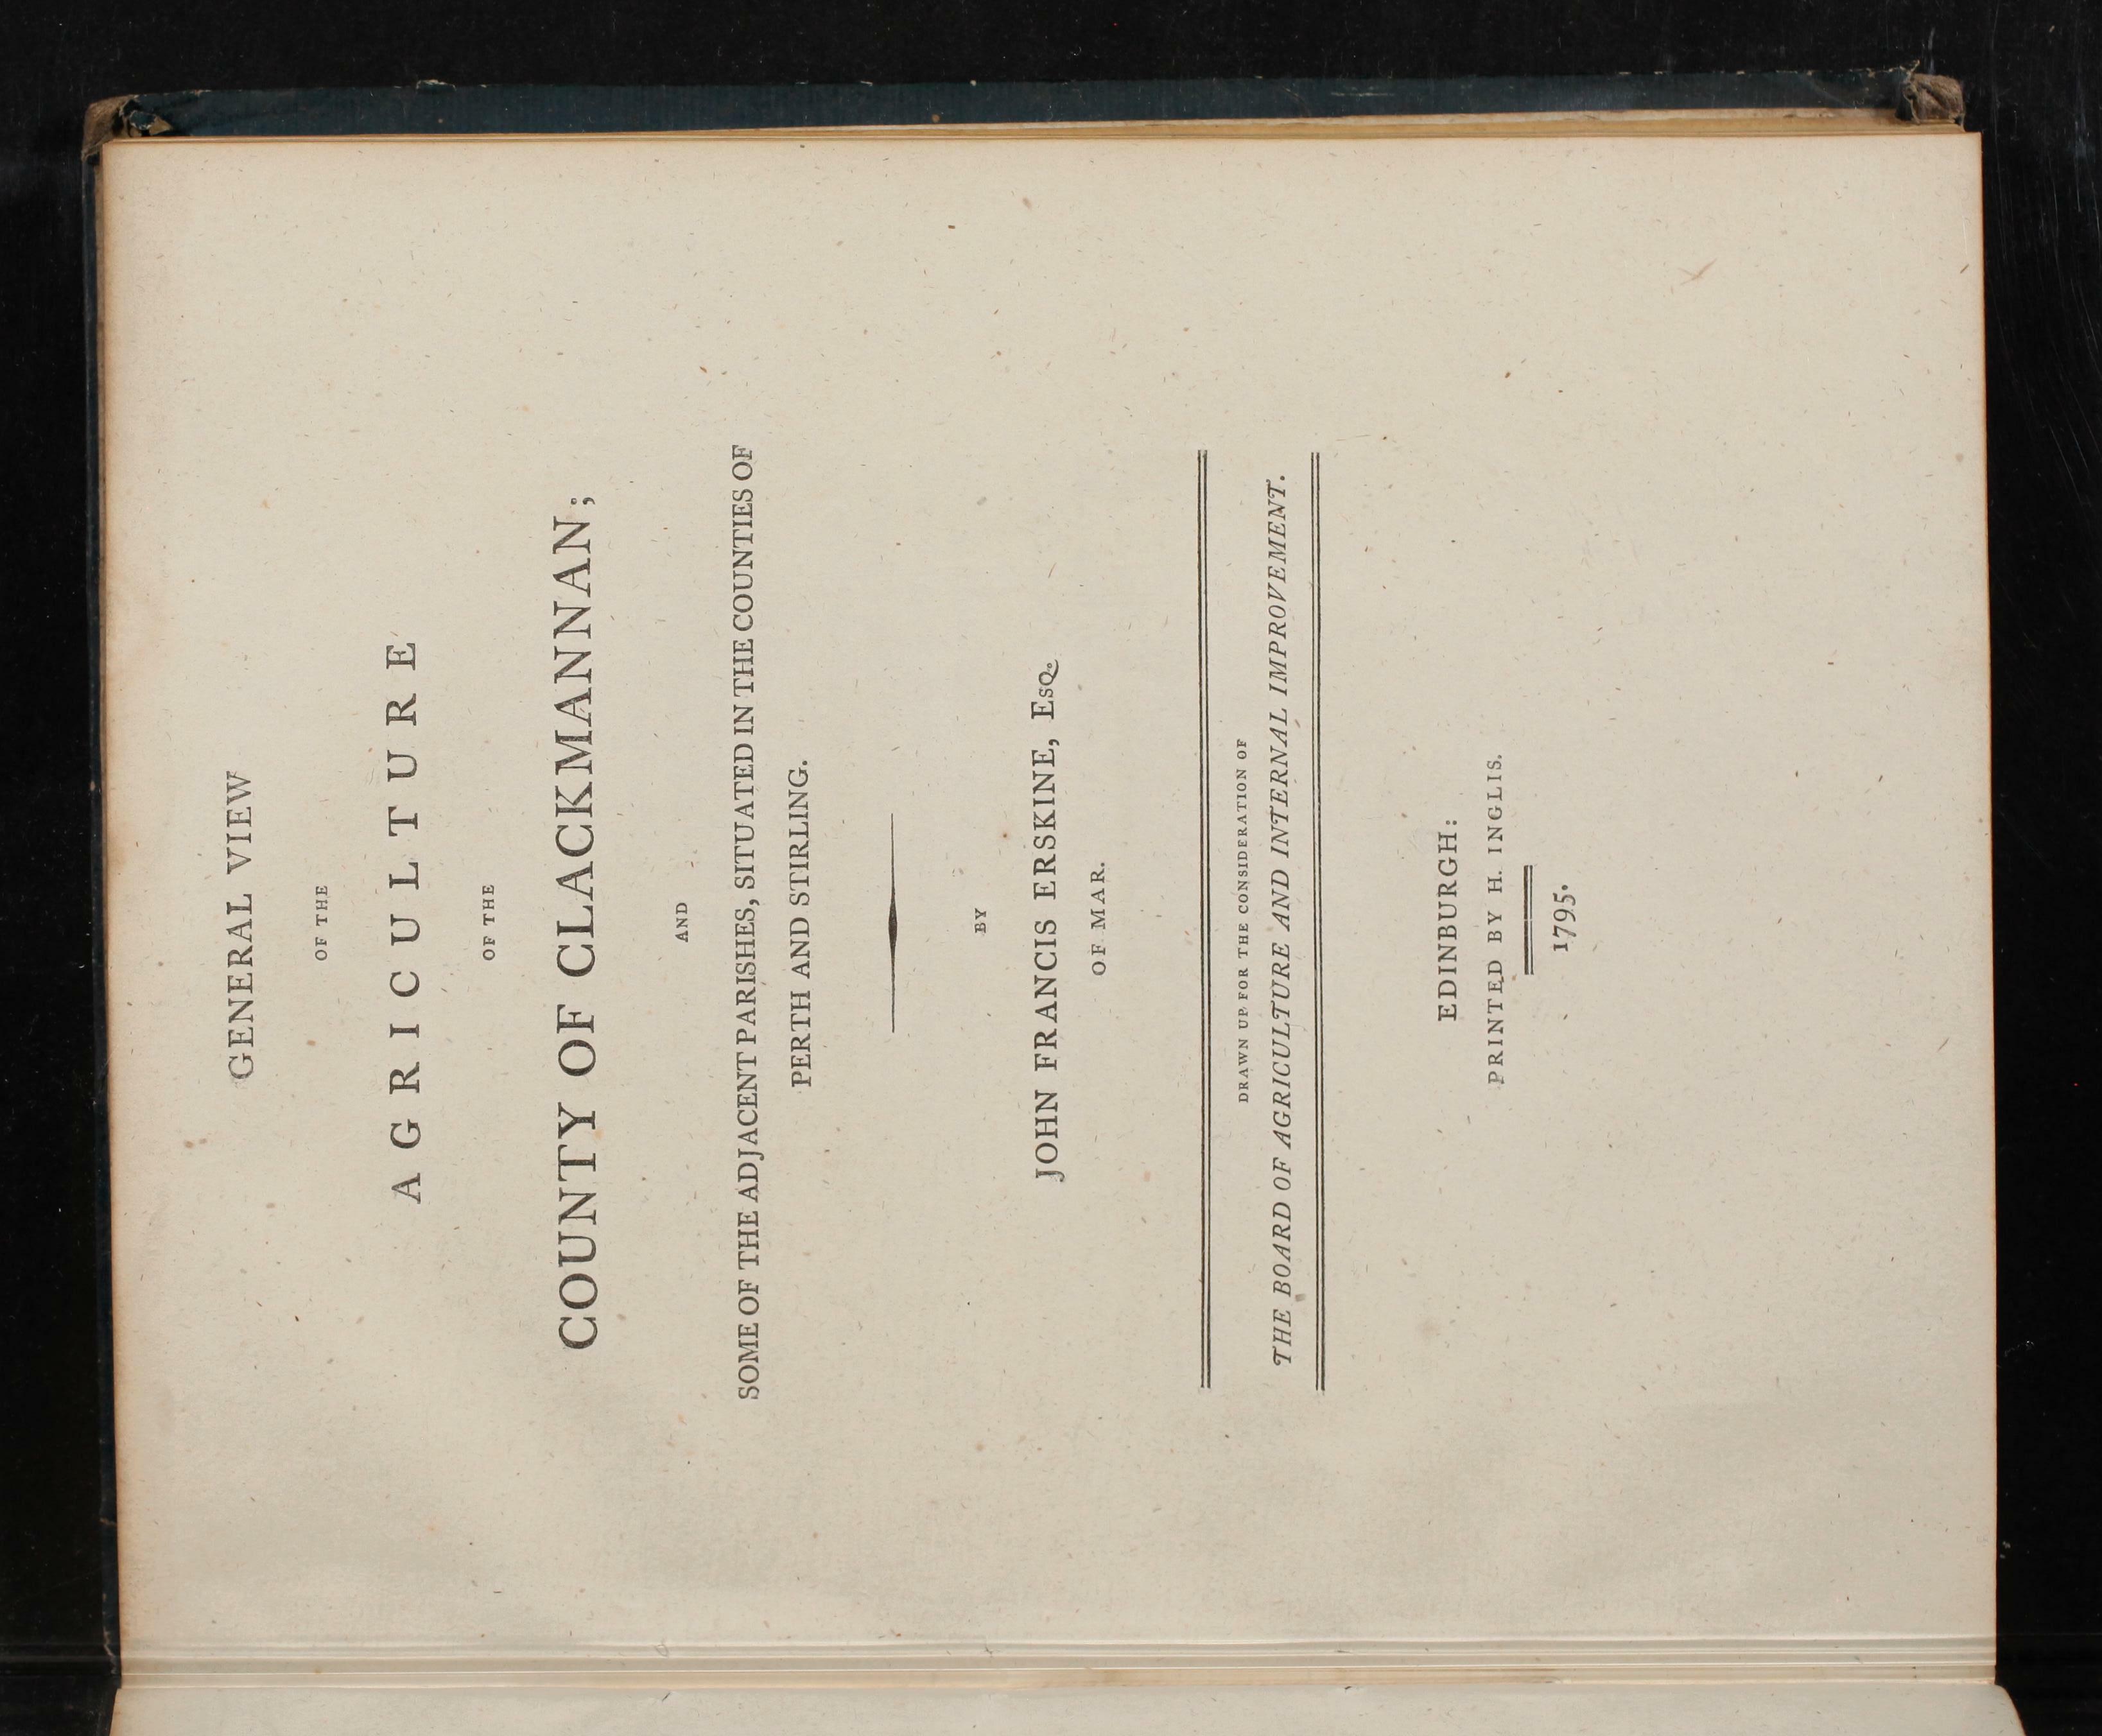 GENERAL VIEW
OF THE
AGRICULTURE
OF THE
COUNTY OF CLACKMANNAN;
AND
SOME OF THE ADJACENT PARISHES, SITUATED IN THE COUNTIES OF
PERTH AND STIRLING.
BY
JOHN FRANCIS ERSKINE, Esq.
OF MAR.
DRAWN UP FOR THE CONSIDERATION OF
THE BOARD OF AGRICULTURE AND INTERNAL IMPROVEMENT.
EDINBURGH:
PRINTED BY H. INGLIS.
1795.